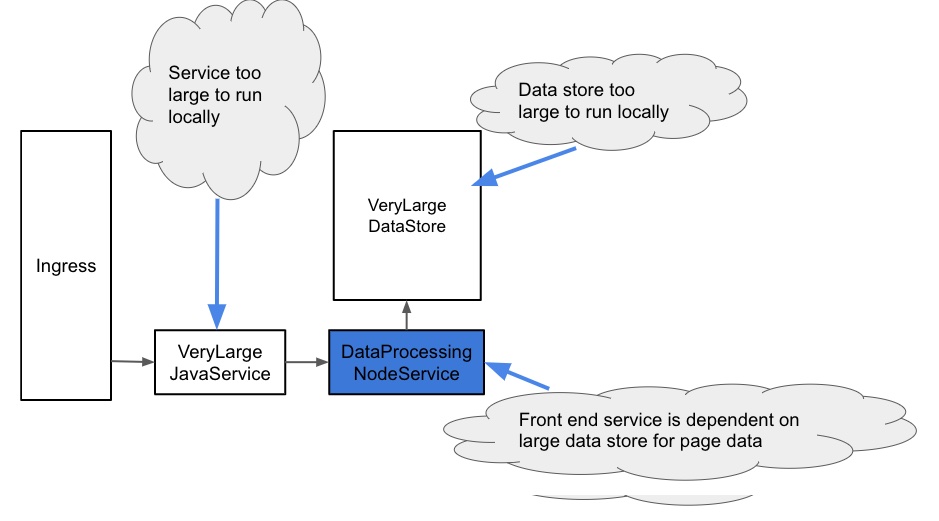 Service too
large to run
locally
Data store too
large to run locally
Ingress
VeryLarge
DataStore
VeryLarge
JavaService
DataProcessing
NodeService
Front end service is dependent on
large data store for page data